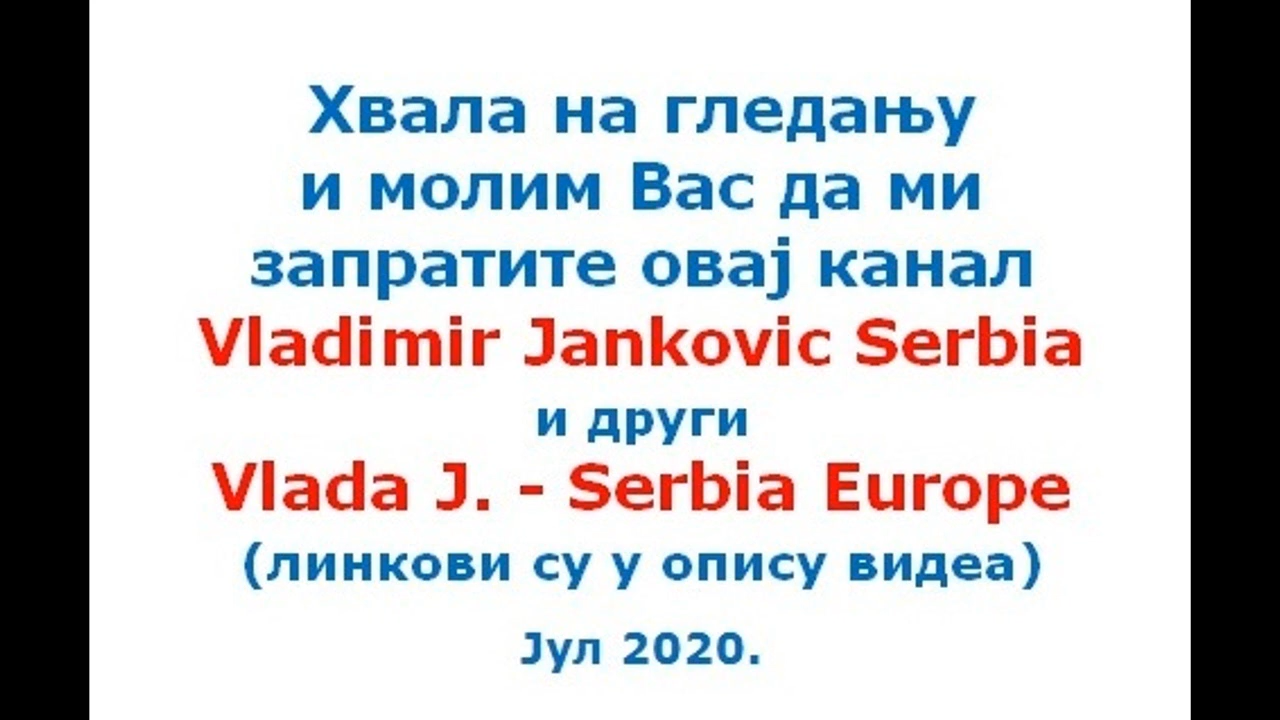 Хвала на гледању
и молим Вас да ми
запратите овај канал
Vladimir Jankovic Serbia
и други
Vlada J. - Serbia Europe
(линкови су у опису видеа)
Јул 2020.